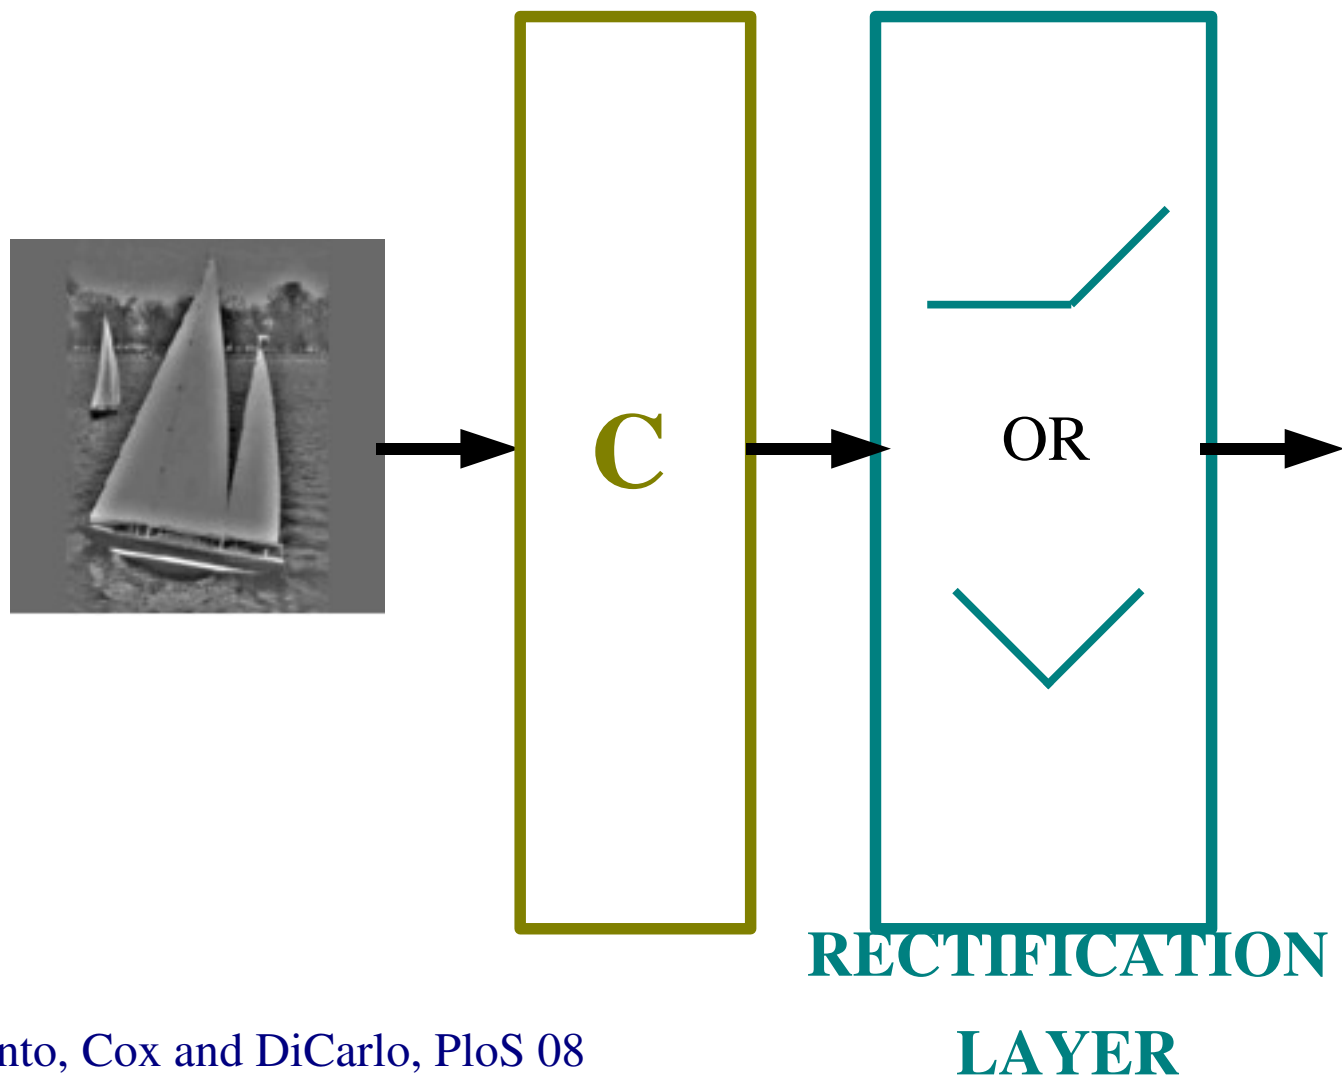 C
OR
RECTIFICATION
LAYER
nto, Cox and DiCarlo, PloS 08